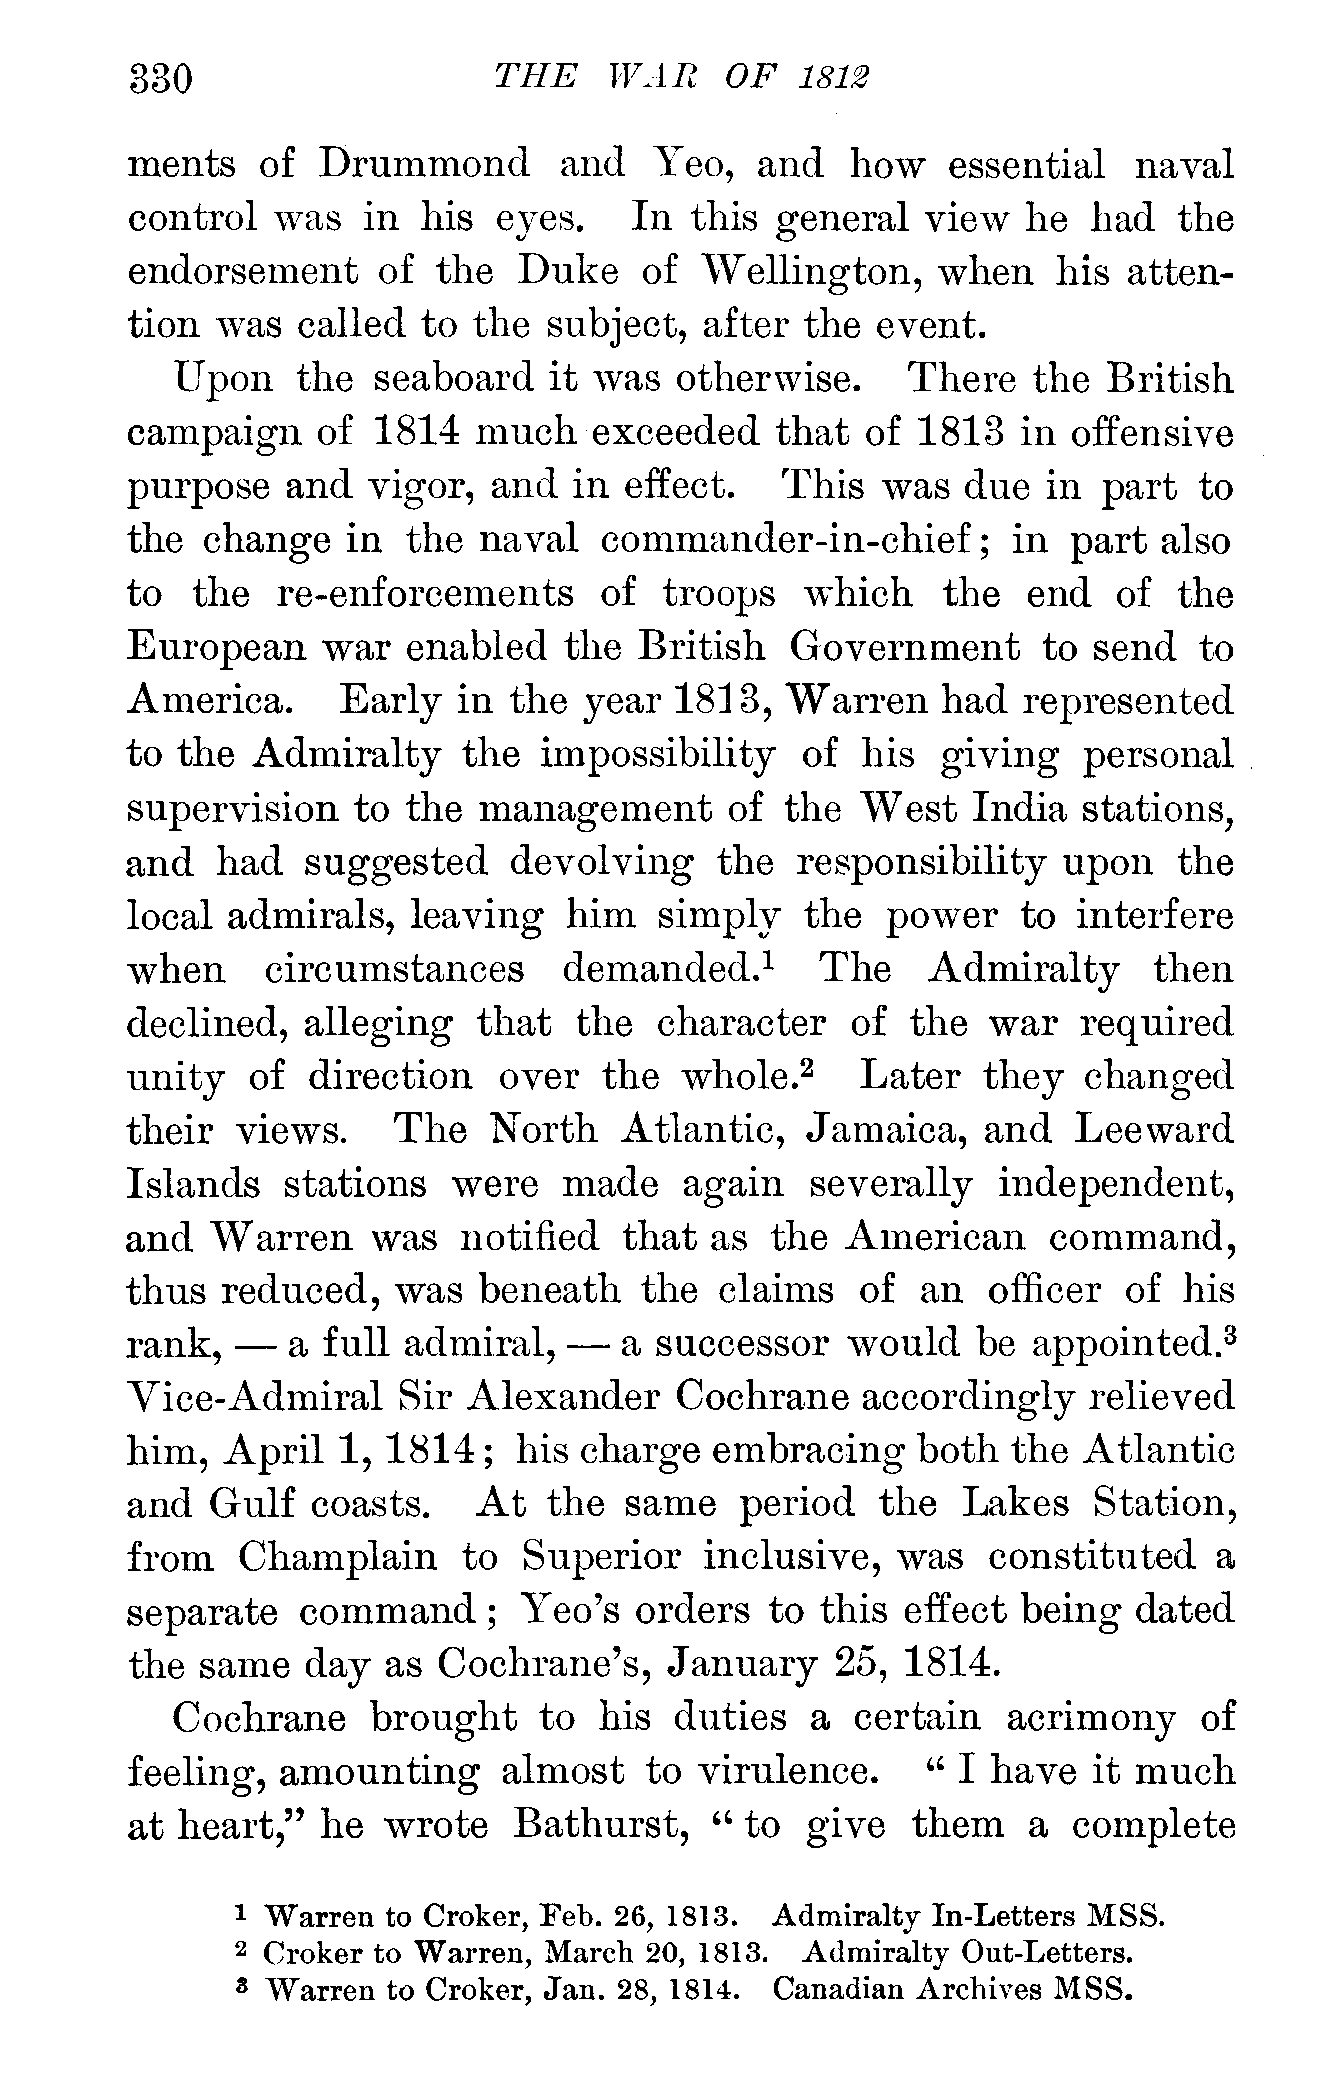 330 THE WAR OF 1812
ments of Drummond and Yeo, and how essential naval
control was in his eyes. In this general view he had the
endorsement of the Duke of Wellington, when his atten-
tion was called to the subject, after the event.
Upon the seaboard it was otherwise. There the British
campaign of 1814 much exceeded that of 1813 in offensive
purpose and vigor, and in effect. This was due in part to
the change in the naval commander-in-chief; in part also
to the re-enforcements of troops which the end of the
European war enabled the British Government to send to
America. Early in the year 1813, Warren had represented
to the Admiralty the impossibility of his giving personal
supervision to the management of the West India stations,
and had suggested devolving the responsibility upon the
local admirals, leaving him simply the power to interfere
when circumstances demanded.¹ The Admiralty then
declined, alleging that the character of the war required
unity of direction over the whole.² Later they changed
their views. The North Atlantic, Jamaica, and Leeward
Islands stations were made again severally independent,
and Warren was notified that as the American command,
thus reduced, was beneath the claims of an officer of his
rank, — a full admiral, — a successor would be appointed.³
Vice-Admiral Sir Alexander Cochrane accordingly relieved
him, April 1, 1814; his charge embracing both the Atlantic
and Gulf coasts. At the same period the Lakes Station,
from Champlain to Superior inclusive, was constituted a
separate command; Yeo's orders to this effect being dated
the same day as Cochrane's, January 25, 1814.
Cochrane brought to his duties a certain acrimony of
feeling, amounting almost to virulence. "I have it much
at heart," he wrote Bathurst, "to give them a complete
¹ Warren to Croker, Feb. 26, 1813. Admiralty In-Letters MSS.
² Croker to Warren, March 20, 1813. Admiralty Out-Letters.
³ Warren to Croker, Jan. 28, 1814. Canadian Archives MSS.